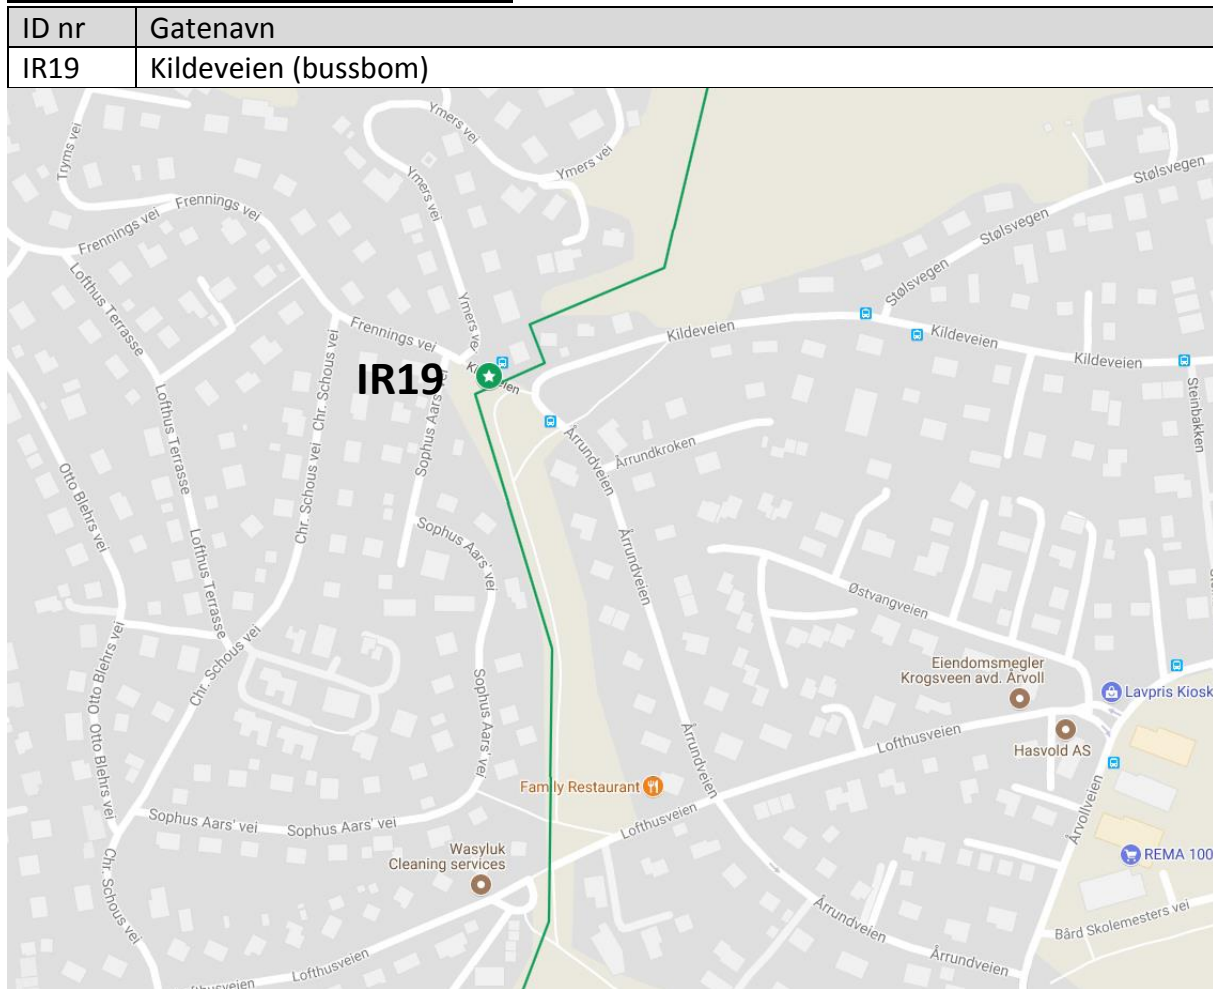 ID nr Gatenavn
IR19 Kildeveien (bussbom)
Ymers vei
Tryms vei
Ymers vei
Ymers vei
Stølsvegen
Frennings vei
Frennings vei
Stølsvegen
Lofthus Terrasse
Stølsvegen
Ymers vei
Frennings vei
Kildeveien
Kildeveien
Kildeveien
Chr. Schous vei
IR19
Steinbakken
Lofthus Terrasse
Sophus Aars' vei
Årrundveien
Årrundkroken
Otto Blehrs vei
Chr. Schous vei
Sophus Aars' vei
Lofthus Terrasse
Årrundveien
Østvangveien
Otto Blehrs vei
Chr. Schous vei
Eiendomsmegler
Krogsveen avd. Årvoll
Lavpris Kiosk
Sophus Aars' vei
Otto Blehrs vei
Årrundveien
Lofthusveien
Hasvold AS
Family Restaurant
Sophus Aars' vei
Sophus Aars' vei
Lofthusveien
Årvollveien
Wasyluk
Cleaning services
REMA 100
Chr. Schous vei
Årrundveien
Bård Skolemesters vei
Lofthusveien
Årrundveien